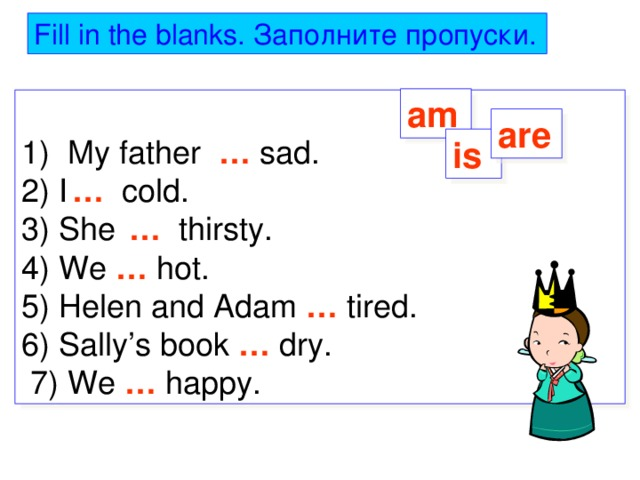 Fill in the blanks. Заполните пропуски.
am
is
are
1) My father … sad.
2) I … cold.
3) She … thirsty.
4) We … hot.
5) Helen and Adam … tired.
6) Sally’s book … dry.
7) We … happy.